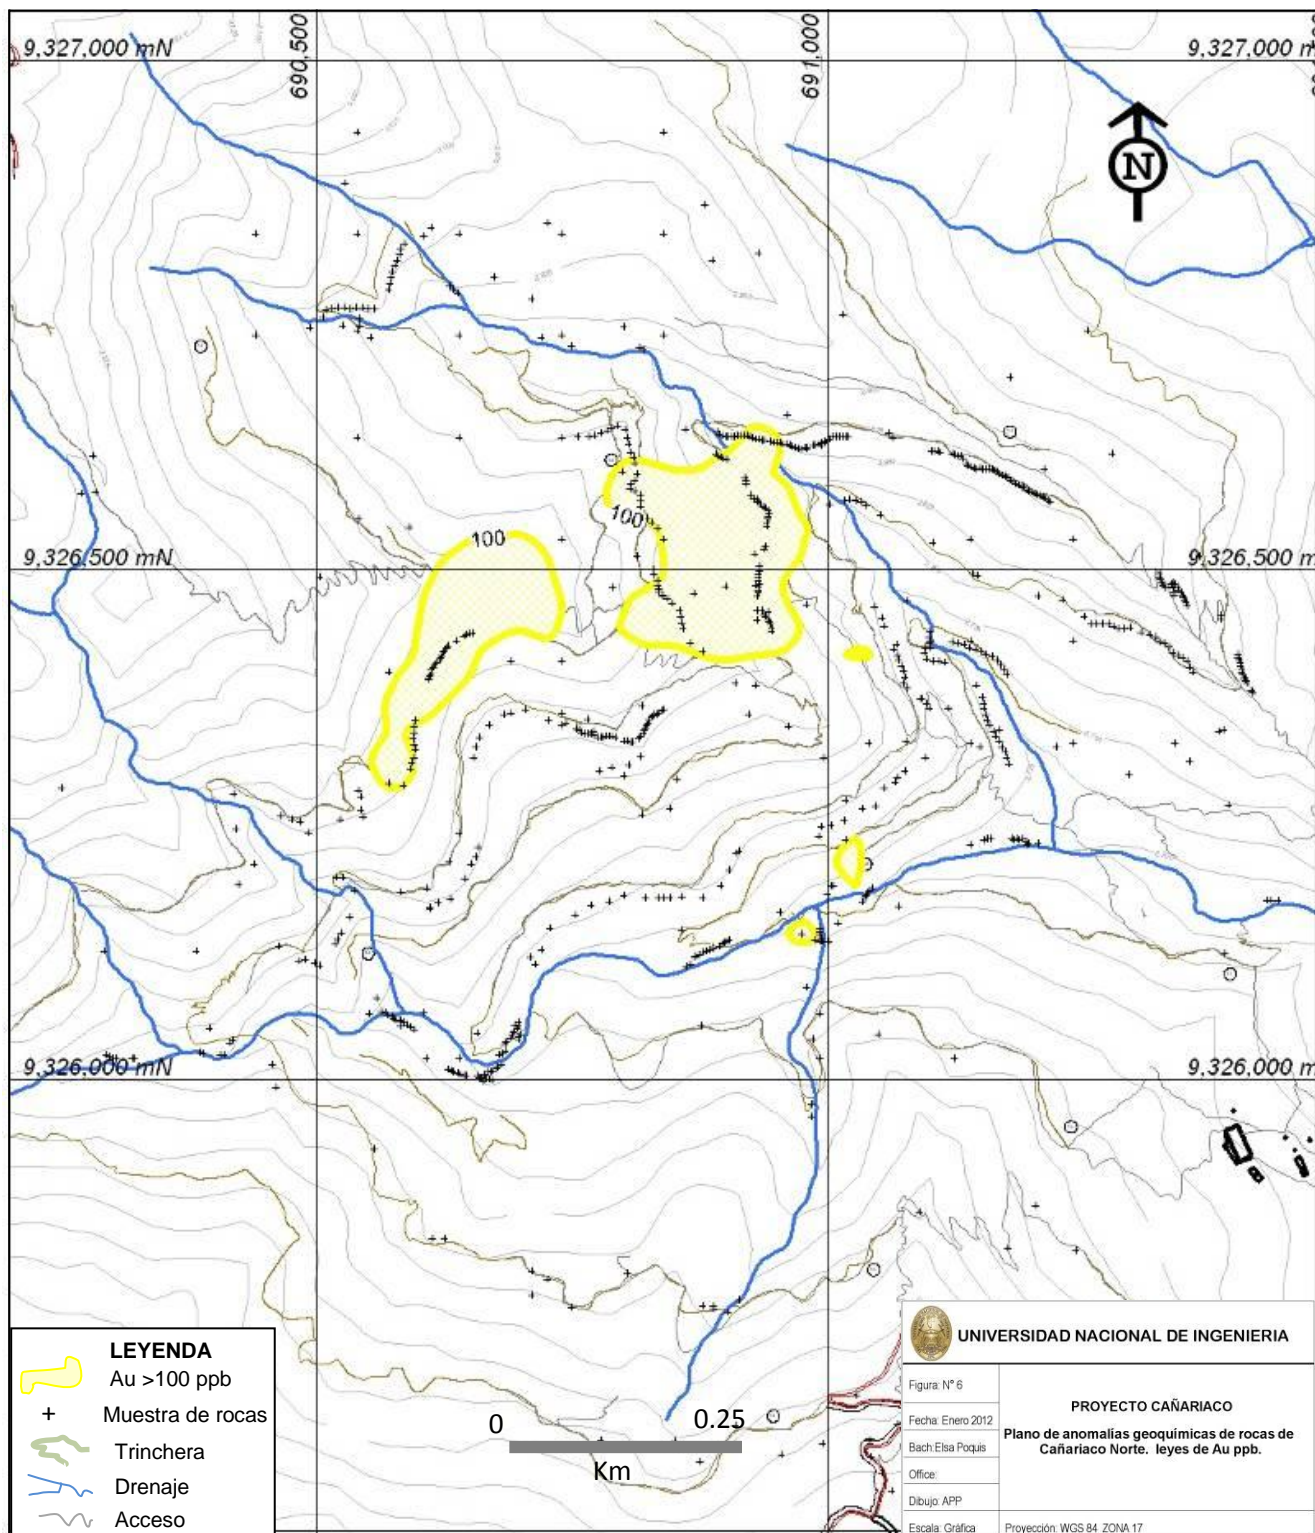 690,500
691,000
9,327,000 mN
9,327,000 mN
N
100
100
9,326,500 mN
9,326,500 m
9,326,000 mN
9,326,000 m
LEYENDA
Au >100 ppb
Muestra de rocas
Trinchera
Drenaje
Acceso
0
0.25
Km
UNIVERSIDAD NACIONAL DE INGENIERIA
Figura: N° 6
Fecha: Enero 2012
Bach:Elsa Poquis
Office:
Dibujo: APP
Escala: Gráfica
PROYECTO CAÑARIACO
Plano de anomalias geoquímicas de rocas de
Cañariaco Norte. leyes de Au ppb.
Proyección: WGS 84 ZONA 17